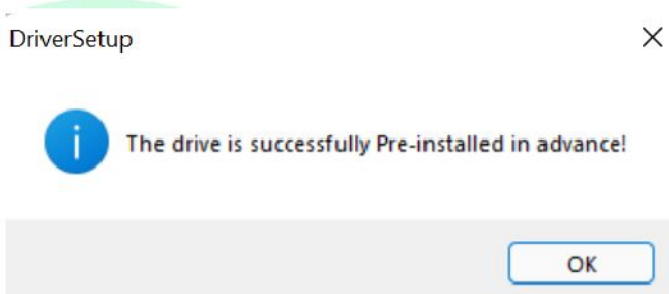 DriverSetup
The drive is successfully Pre-installed in advance!
OK